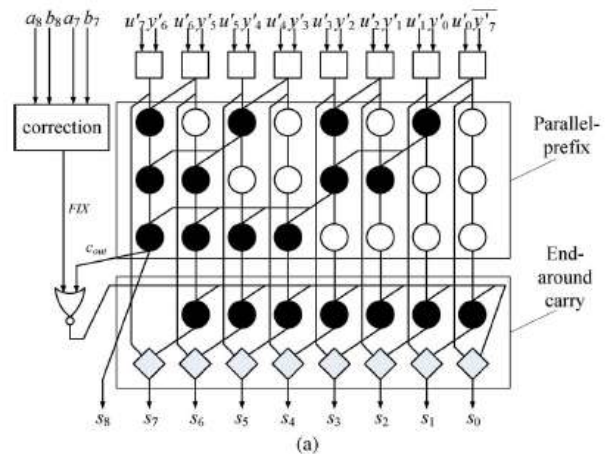 a8 b8 a7 b7 u'7,y'6 u'6,y'5 u'5,y'4 u'4,y'3 u'3,y'2 u'2,y'1 u'1,y'0 u'0,y'7
correction
Parallel-
prefix
FIX
cout
End-
around
carry
s8 s7 s6 s5 s4 s3 s2 s1 s0
(a)